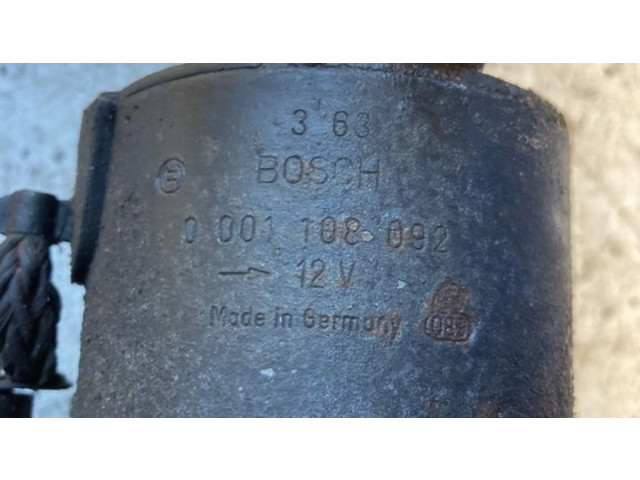 3 63
BOSCH
0 001 108 092
→ 12 V
Made in Germany